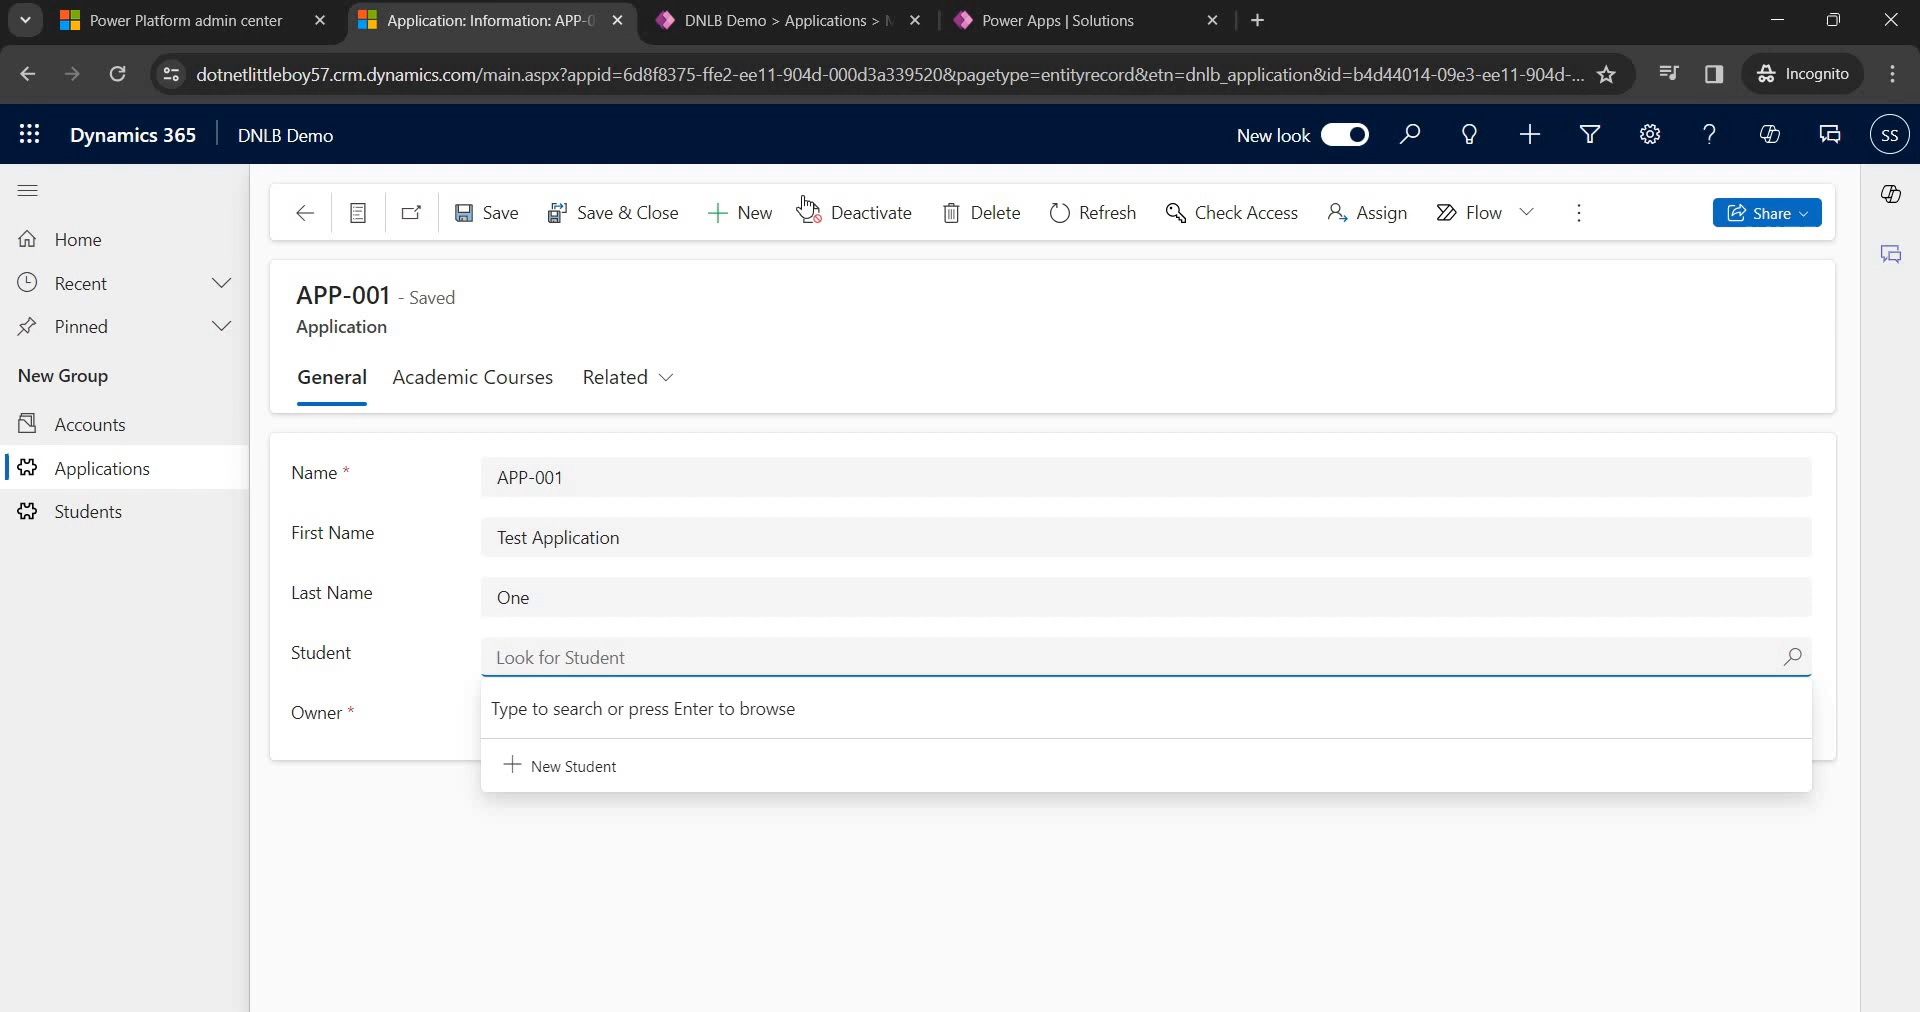 Power Platform admin center
Application: Information: APP-0
DNLB Demo > Applications >
Power Apps | Solutions
dotnetlittleboy57.crm.dynamics.com/main.aspx?appid=6d8f8375-ffe2-ee11-904d-000d3a339520&pagetype=entityrecord&etn=dnlb_application&id=b4d44014-09e3-ee11-904d-...
Incognito
Dynamics 365
DNLB Demo
New look
SS
Save
Save & Close
New
Deactivate
Delete
Refresh
Check Access
Assign
Flow
Share
Home
Recent
Pinned
New Group
Accounts
Applications
Students
APP-001 - Saved
Application
General
Academic Courses
Related
Name *
APP-001
First Name
Test Application
Last Name
One
Student
Look for Student
Owner *
Type to search or press Enter to browse
New Student